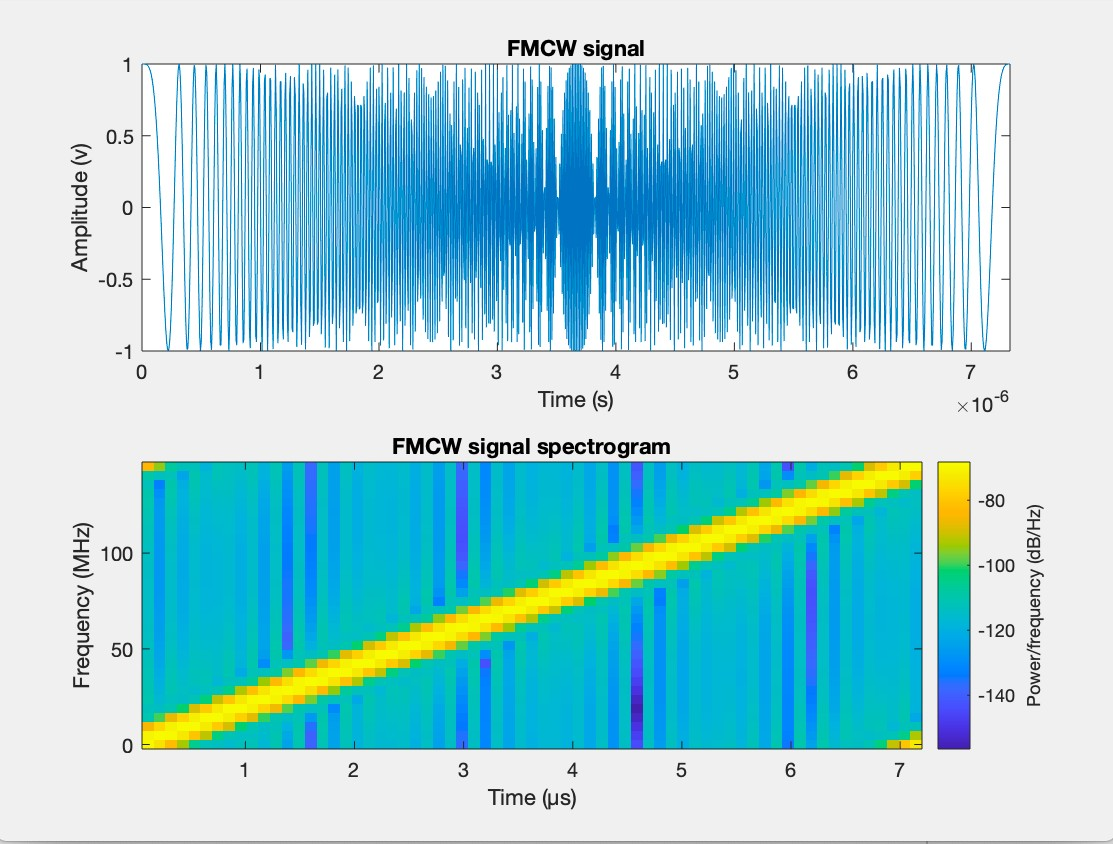 FMCW signal
1
0.5
0
-0.5
-1
Amplitude (v)
0 1 2 3 4 5 6 7
Time (s)
×10-6
FMCW signal spectrogram
100
50
0
Frequency (MHz)
1 2 3 4 5 6 7
Time (μs)
-80
-100
-120
-140
Power/frequency (dB/Hz)